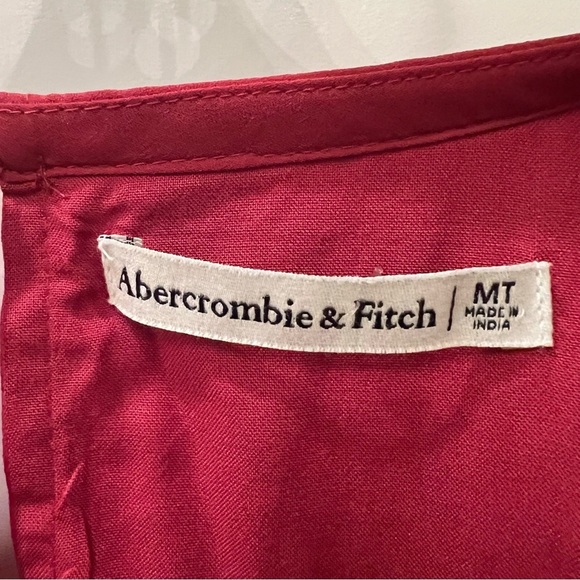 Abercrombie & Fitch | MT
MADE IN
INDIA